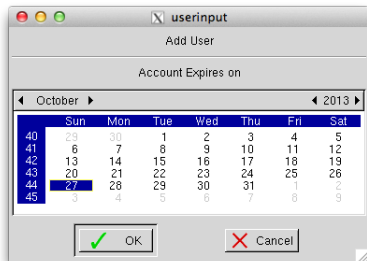 userinput
Add User
Account Expires on
October 2013
Sun Mon Tue Wed Thu Fri Sat
40 29 30 1 2 3 4 5
41 6 7 8 9 10 11 12
42 13 14 15 16 17 18 19
43 20 21 22 23 24 25 26
44 27 28 29 30 31 1 2
45 3 4 5 6 7 8 9
OK Cancel